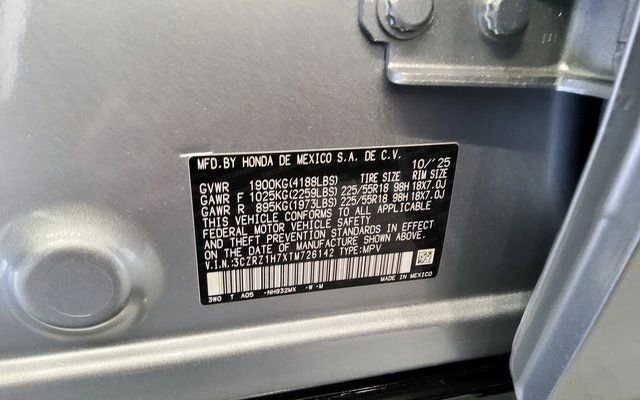 MFD.BY HONDA DE MEXICO S.A. DE C.V. 10/'25
TIRE SIZE RIM SIZE
GVWR 1900KG(4188LBS)
GAWR F 1025KG(2259LBS) 225/55R18 98H 18X7.0J
GAWR R 895KG(1973LBS) 225/55R18 98H 18X7.0J
THIS VEHICLE CONFORMS TO ALL APPLICABLE
FEDERAL MOTOR VEHICLE SAFETY
AND THEFT PREVENTION STANDARDS IN EFFECT
ON THE DATE OF MANUFACTURE SHOWN ABOVE.
V.I.N.:3CZRZ1H7XTM726142 TYPE:MPV
3W0 T A05 -NH932MX -W-M MADE IN MEXICO